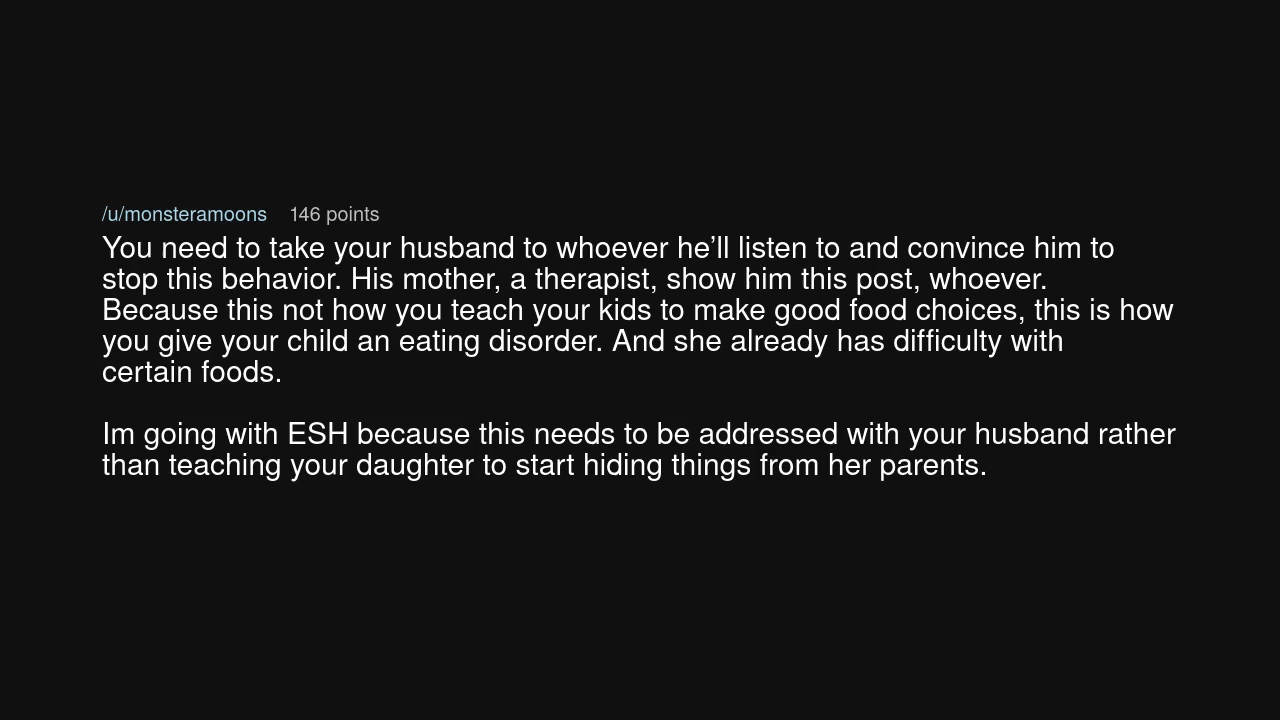 /u/monsteramoons 146 points
You need to take your husband to whoever he’ll listen to and convince him to
stop this behavior. His mother, a therapist, show him this post, whoever.
Because this not how you teach your kids to make good food choices, this is how
you give your child an eating disorder. And she already has difficulty with
certain foods.
Im going with ESH because this needs to be addressed with your husband rather
than teaching your daughter to start hiding things from her parents.